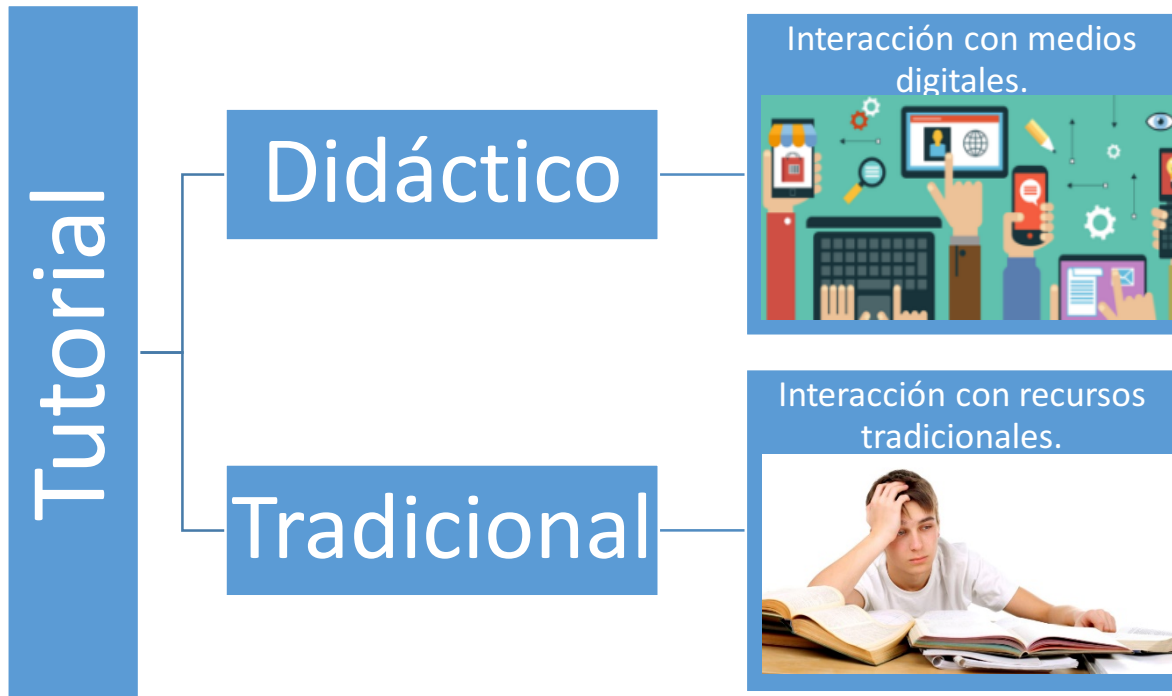 Tutorial
Didáctico
Interacción con medios
digitales.
Tradicional
Interacción con recursos
tradicionales.